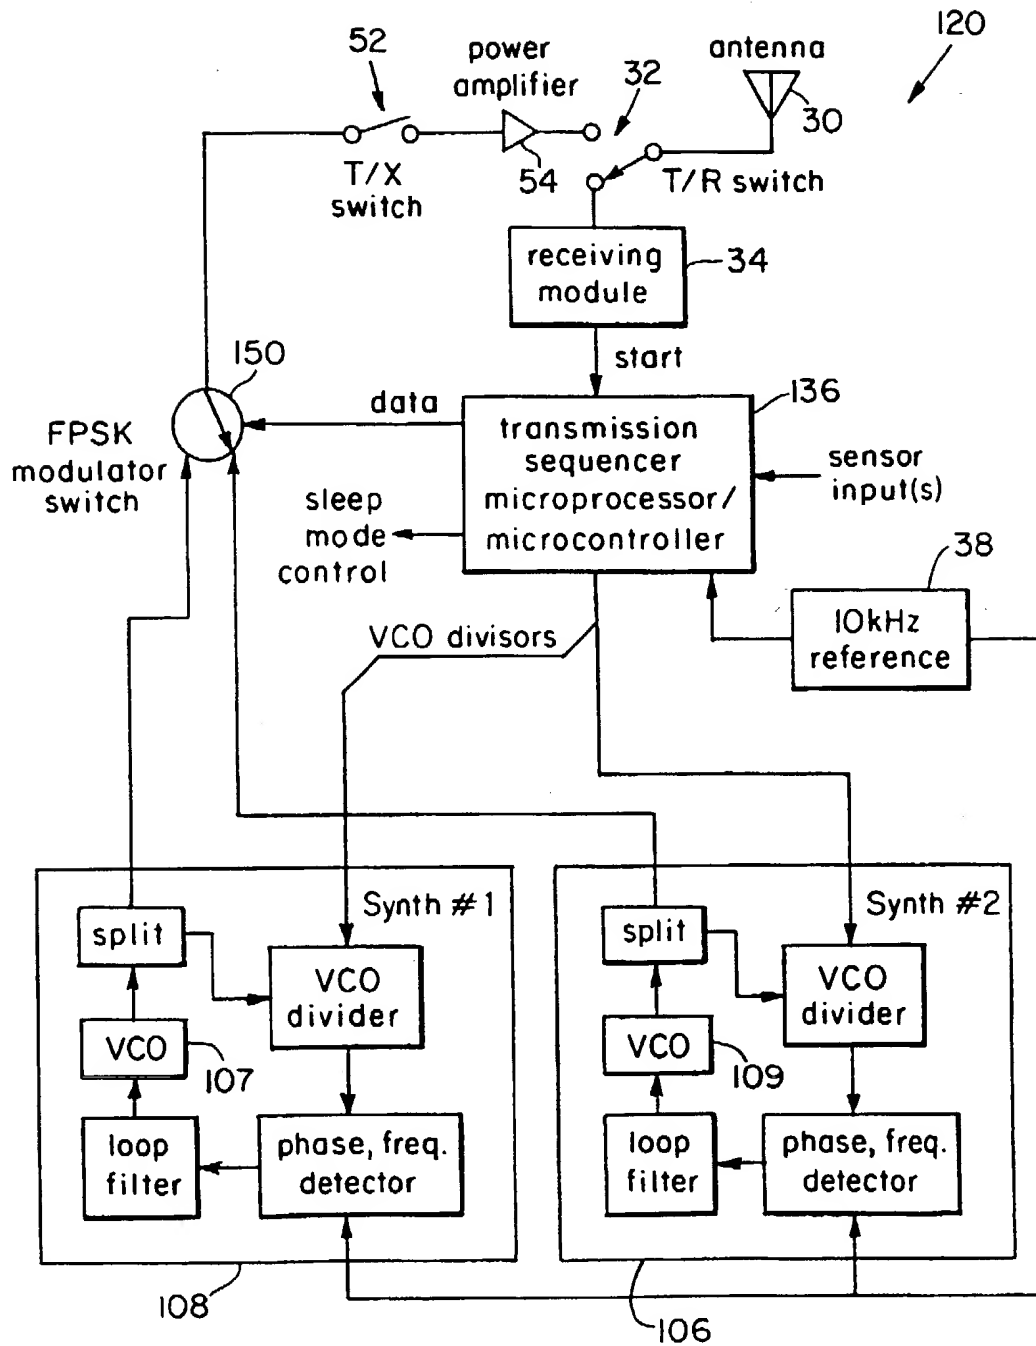 120
52
power
amplifier
32
antenna
30
T/X
switch
54
T/R switch
receiving
module
34
start
150
data
136
FPSK
modulator
switch
transmission
sequencer
microprocessor/
microcontroller
sensor
input(s)
sleep
mode
control
38
10kHz
reference
VCO divisors
Synth #1
split
VCO
divider
VCO
107
loop
filter
phase, freq.
detector
108
Synth #2
split
VCO
divider
VCO
109
loop
filter
phase, freq.
detector
106